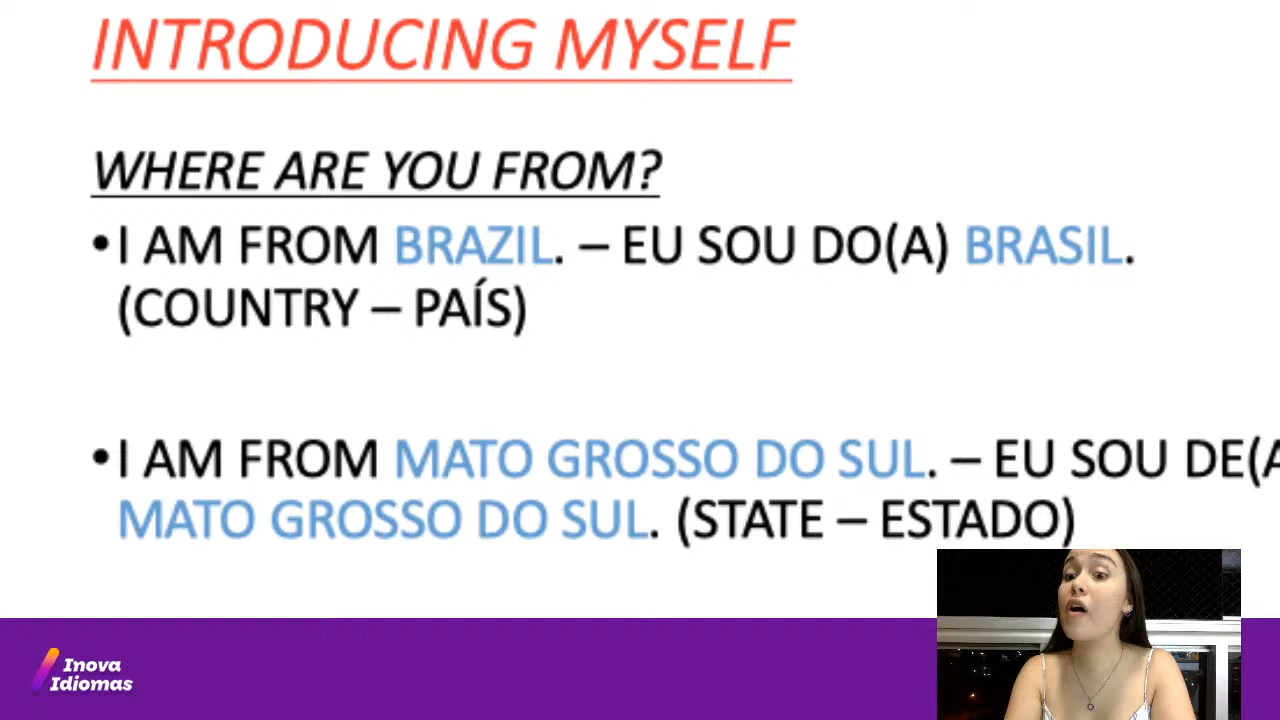 INTRODUCING MYSELF
WHERE ARE YOU FROM?
•I AM FROM BRAZIL. – EU SOU DO(A) BRASIL.
(COUNTRY – PAÍS)
•I AM FROM MATO GROSSO DO SUL. – EU SOU DE(A
MATO GROSSO DO SUL. (STATE – ESTADO)
Inova
Idiomas